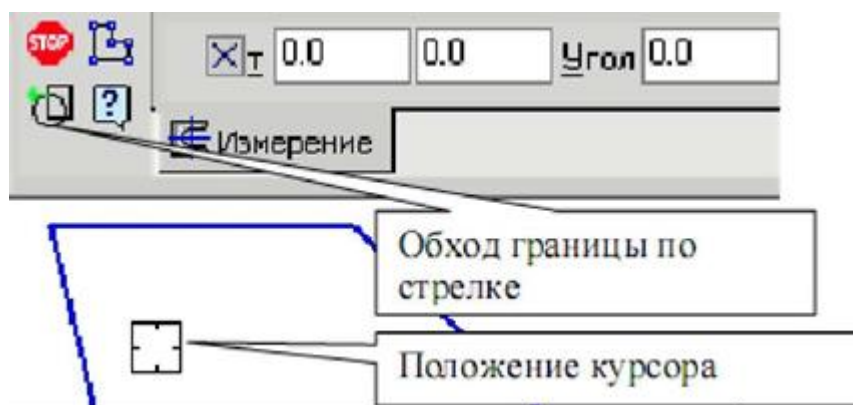 STOP
Т 0.0 0.0 Угол 0.0
?
Измерение
Обход границы по
стрелке
Положение курсора